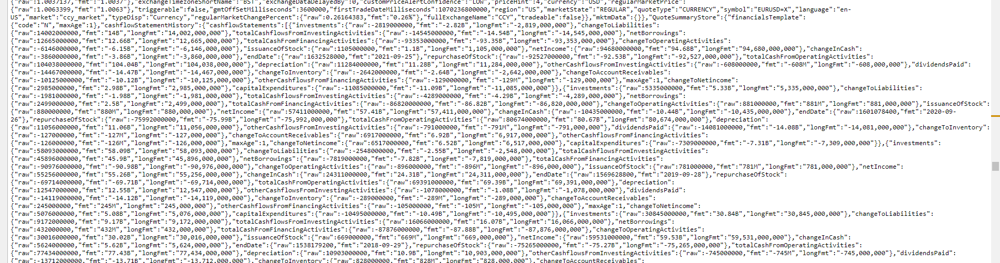 "raw":1.0037137,"fmt":"1.0037"},"exchangeTimezoneShortName":"BST","exchangeDataDelayedBy":0,"customPriceAlertConfidence":"LOW","priceHint":4,"currency":"USD","regularMarketPrice":
{"raw":1.0063399,"fmt":"1.0063"},"triggerable":false,"gmtOffSetMilliseconds":3600000,"firstTradeDateMilliseconds":1070236800000,"region":"US","marketState":"REGULAR","quoteType":"CURRENCY","symbol":"EURUSD=X","language":"en-
US","market":"ccy_market","typeDisp":"Currency","regularMarketChangePercent":{"raw":0.26164383,"fmt":"0.26%"},"fullExchangeName":"CCY","tradeable":false}},"mktmData":{}},"QuoteSummaryStore":{"financialsTemplate":
{"code":"N","maxAge":1},"cashflowStatementHistory":{"cashflowStatements":[{"investments":{"raw":-2819000000,"fmt":"-2.82B","longFmt":"-2,819,000,000"},"changeToLiabilities":
{"raw":14002000000,"fmt":"14B","longFmt":"14,002,000,000"},"totalCashflowsFromInvestingActivities":{"raw":-14545000000,"fmt":"-14.54B","longFmt":"-14,545,000,000"},"netBorrowings":
{"raw":12665000000,"fmt":"12.66B","longFmt":"12,665,000,000"},"totalCashFromFinancingActivities":{"raw":-93353000000,"fmt":"-93.35B","longFmt":"-93,353,000,000"},"changeToOperatingActivities":
{"raw":-6146000000,"fmt":"-6.15B","longFmt":"-6,146,000,000"},"issuanceOfStock":{"raw":1105000000,"fmt":"1.1B","longFmt":"1,105,000,000"},"netIncome":{"raw":94680000000,"fmt":"94.68B","longFmt":"94,680,000,000"},"changeInCash":
{"raw":-3860000000,"fmt":"-3.86B","longFmt":"-3,860,000,000"},"endDate":{"raw":1632528000,"fmt":"2021-09-25"},"repurchaseOfStock":{"raw":-92527000000,"fmt":"-92.53B","longFmt":"-92,527,000,000"},"totalCashFromOperatingActivities":
{"raw":104038000000,"fmt":"104.04B","longFmt":"104,038,000,000"},"depreciation":{"raw":11284000000,"fmt":"11.28B","longFmt":"11,284,000,000"},"otherCashflowsFromInvestingActivities":{"raw":-608000000,"fmt":"-608M","longFmt":"-608,000,000"},"dividendsPaid":
{"raw":-14467000000,"fmt":"-14.47B","longFmt":"-14,467,000,000"},"changeToInventory":{"raw":-2642000000,"fmt":"-2.64B","longFmt":"-2,642,000,000"},"changeToAccountReceivables":
{"raw":-10125000000,"fmt":"-10.12B","longFmt":"-10,125,000,000"},"otherCashflowsFromFinancingActivities":{"raw":-129000000,"fmt":"-129M","longFmt":"-129,000,000"},"maxAge":1,"changeToNetincome":
{"raw":2985000000,"fmt":"2.98B","longFmt":"2,985,000,000"},"capitalExpenditures":{"raw":-11085000000,"fmt":"-11.09B","longFmt":"-11,085,000,000"}},{"investments":{"raw":5335000000,"fmt":"5.33B","longFmt":"5,335,000,000"},"changeToLiabilities":
{"raw":-1981000000,"fmt":"-1.98B","longFmt":"-1,981,000,000"},"totalCashflowsFromInvestingActivities":{"raw":-4289000000,"fmt":"-4.29B","longFmt":"-4,289,000,000"},"netBorrowings":
{"raw":2499000000,"fmt":"2.5B","longFmt":"2,499,000,000"},"totalCashFromFinancingActivities":{"raw":-86820000000,"fmt":"-86.82B","longFmt":"-86,820,000,000"},"changeToOperatingActivities":{"raw":881000000,"fmt":"881M","longFmt":"881,000,000"},"issuanceOfStock":
{"raw":880000000,"fmt":"880M","longFmt":"880,000,000"},"netIncome":{"raw":57411000000,"fmt":"57.41B","longFmt":"57,411,000,000"},"changeInCash":{"raw":-10435000000,"fmt":"-10.44B","longFmt":"-10,435,000,000"},"endDate":{"raw":1601078400,"fmt":"2020-09-
26"},"repurchaseOfStock":{"raw":-75992000000,"fmt":"-75.99B","longFmt":"-75,992,000,000"},"totalCashFromOperatingActivities":{"raw":80674000000,"fmt":"80.67B","longFmt":"80,674,000,000"},"depreciation":
{"raw":11056000000,"fmt":"11.06B","longFmt":"11,056,000,000"},"otherCashflowsFromInvestingActivities":{"raw":-791000000,"fmt":"-791M","longFmt":"-791,000,000"},"dividendsPaid":{"raw":-14081000000,"fmt":"-14.08B","longFmt":"-14,081,000,000"},"changeToInventory":
{"raw":-127000000,"fmt":"-127M","longFmt":"-127,000,000"},"changeToAccountReceivables":{"raw":6917000000,"fmt":"6.92B","longFmt":"6,917,000,000"},"otherCashflowsFromFinancingActivities":
{"raw":-126000000,"fmt":"-126M","longFmt":"-126,000,000"},"maxAge":1,"changeToNetincome":{"raw":6517000000,"fmt":"6.52B","longFmt":"6,517,000,000"},"capitalExpenditures":{"raw":-7309000000,"fmt":"-7.31B","longFmt":"-7,309,000,000"}},{"investments":
{"raw":58093000000,"fmt":"58.09B","longFmt":"58,093,000,000"},"changeToLiabilities":{"raw":-2548000000,"fmt":"-2.55B","longFmt":"-2,548,000,000"},"totalCashflowsFromInvestingActivities":
{"raw":45896000000,"fmt":"45.9B","longFmt":"45,896,000,000"},"netBorrowings":{"raw":-7819000000,"fmt":"-7.82B","longFmt":"-7,819,000,000"},"totalCashFromFinancingActivities":
{"raw":-90976000000,"fmt":"-90.98B","longFmt":"-90,976,000,000"},"changeToOperatingActivities":{"raw":-896000000,"fmt":"-896M","longFmt":"-896,000,000"},"issuanceOfStock":{"raw":781000000,"fmt":"781M","longFmt":"781,000,000"},"netIncome":
{"raw":55256000000,"fmt":"55.26B","longFmt":"55,256,000,000"},"changeInCash":{"raw":24311000000,"fmt":"24.31B","longFmt":"24,311,000,000"},"endDate":{"raw":1569628800,"fmt":"2019-09-28"},"repurchaseOfStock":
{"raw":-69714000000,"fmt":"-69.71B","longFmt":"-69,714,000,000"},"totalCashFromOperatingActivities":{"raw":69391000000,"fmt":"69.39B","longFmt":"69,391,000,000"},"depreciation":
{"raw":12547000000,"fmt":"12.55B","longFmt":"12,547,000,000"},"otherCashflowsFromInvestingActivities":{"raw":-1078000000,"fmt":"-1.08B","longFmt":"-1,078,000,000"},"dividendsPaid":
{"raw":-14119000000,"fmt":"-14.12B","longFmt":"-14,119,000,000"},"changeToInventory":{"raw":-289000000,"fmt":"-289M","longFmt":"-289,000,000"},"changeToAccountReceivables":
{"raw":245000000,"fmt":"245M","longFmt":"245,000,000"},"otherCashflowsFromFinancingActivities":{"raw":-105000000,"fmt":"-105M","longFmt":"-105,000,000"},"maxAge":1,"changeToNetincome":
{"raw":5076000000,"fmt":"5.08B","longFmt":"5,076,000,000"},"capitalExpenditures":{"raw":-10495000000,"fmt":"-10.49B","longFmt":"-10,495,000,000"}},{"investments":{"raw":30845000000,"fmt":"30.84B","longFmt":"30,845,000,000"},"changeToLiabilities":
{"raw":9172000000,"fmt":"9.17B","longFmt":"9,172,000,000"},"totalCashflowsFromInvestingActivities":{"raw":16066000000,"fmt":"16.07B","longFmt":"16,066,000,000"},"netBorrowings":
{"raw":432000000,"fmt":"432M","longFmt":"432,000,000"},"totalCashFromFinancingActivities":{"raw":-87876000000,"fmt":"-87.88B","longFmt":"-87,876,000,000"},"changeToOperatingActivities":
{"raw":30016000000,"fmt":"30.02B","longFmt":"30,016,000,000"},"issuanceOfStock":{"raw":669000000,"fmt":"669M","longFmt":"669,000,000"},"netIncome":{"raw":59531000000,"fmt":"59.53B","longFmt":"59,531,000,000"},"changeInCash":
{"raw":5624000000,"fmt":"5.62B","longFmt":"5,624,000,000"},"endDate":{"raw":1538179200,"fmt":"2018-09-29"},"repurchaseOfStock":{"raw":-75265000000,"fmt":"-75.27B","longFmt":"-75,265,000,000"},"totalCashFromOperatingActivities":
{"raw":77434000000,"fmt":"77.43B","longFmt":"77,434,000,000"},"depreciation":{"raw":10903000000,"fmt":"10.9B","longFmt":"10,903,000,000"},"otherCashflowsFromInvestingActivities":{"raw":-745000000,"fmt":"-745M","longFmt":"-745,000,000"},"dividendsPaid":
{"raw":-13712000000,"fmt":"-13.71B","longFmt":"-13,712,000,000"},"changeToInventory":{"raw":828000000,"fmt":"828M","longFmt":"828,000,000"},"changeToAccountReceivables":